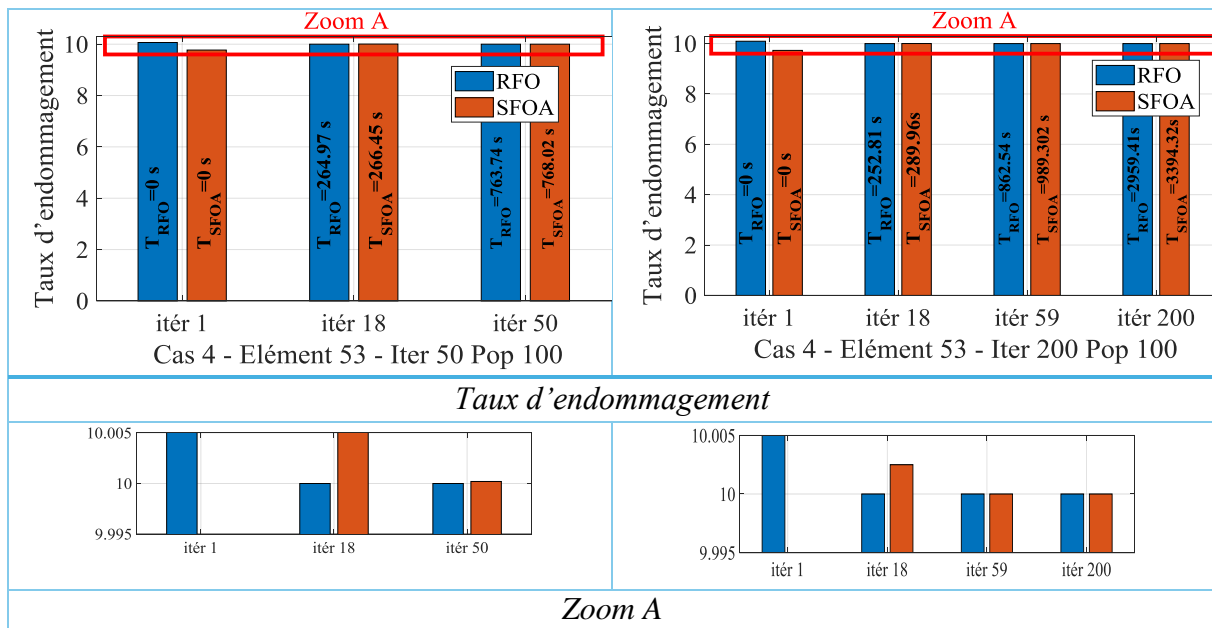 Zoom A
Taux d'endommagement
10
8
6
4
2
0
RFO
SFOA
T_RFO=0 s
T_SFOA=0 s
T_RFO=264.97 s
T_SFOA=266.45 s
T_RFO=763.74 s
T_SFOA=768.02 s
itér 1
itér 18
itér 50
Cas 4 - Elément 53 - Iter 50 Pop 100
Zoom A
Taux d'endommagement
10
8
6
4
2
0
RFO
SFOA
T_RFO=0 s
T_SFOA=0 s
T_RFO=252.81 s
T_SFOA=289.96s
T_RFO=862.54 s
T_SFOA=989.302 s
T_RFO=2959.41s
T_SFOA=3394.32s
itér 1
itér 18
itér 59
itér 200
Cas 4 - Elément 53 - Iter 200 Pop 100
Taux d'endommagement
10.005
10
9.995
itér 1
itér 18
itér 50
10.005
10
9.995
itér 1
itér 18
itér 59
itér 200
Zoom A